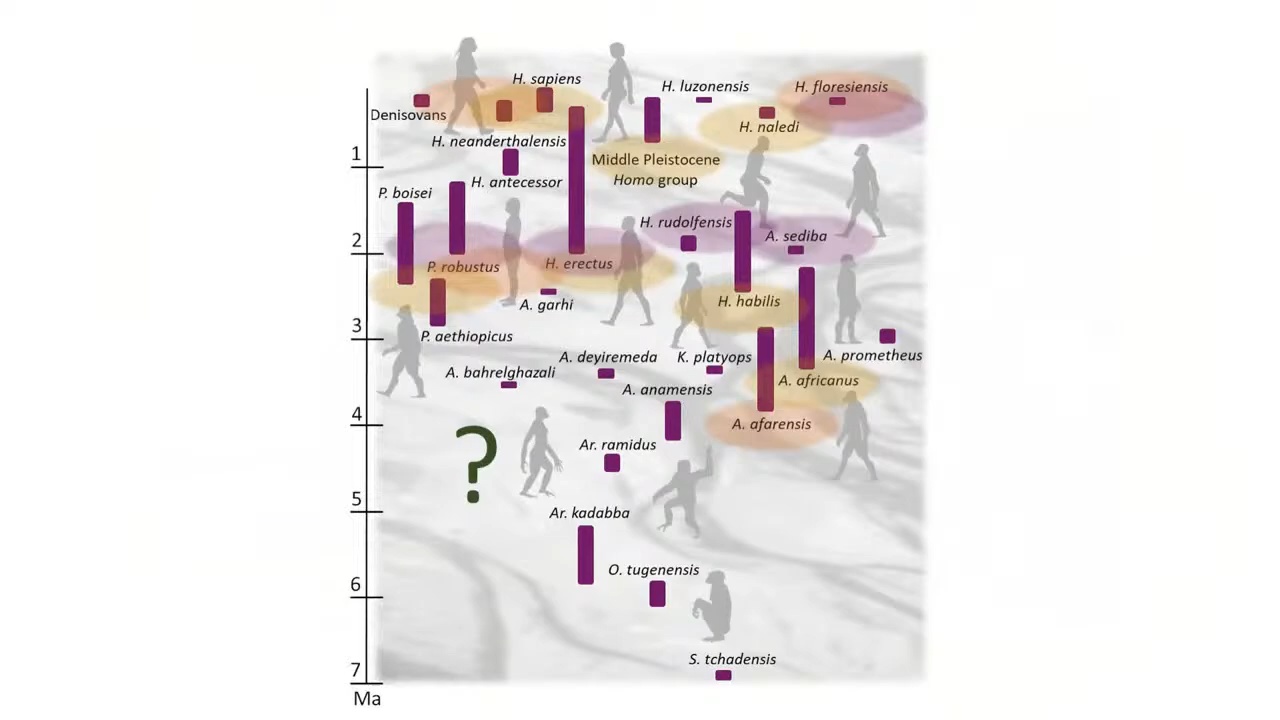 H. sapiens
H. luzonensis
H. floresiensis
Denisovans
H. naledi
H. neanderthalensis
1
Middle Pleistocene
Homo group
H. antecessor
P. boisei
H. rudolfensis
A. sediba
2
P. robustus
H. erectus
A. garhi
H. habilis
3
P. aethiopicus
A. deyiremeda
K. platyops
A. prometheus
A. bahrelghazali
A. africanus
A. anamensis
4
A. afarensis
Ar. ramidus
?
5
Ar. kadabba
O. tugenensis
6
S. tchadensis
7
Ma